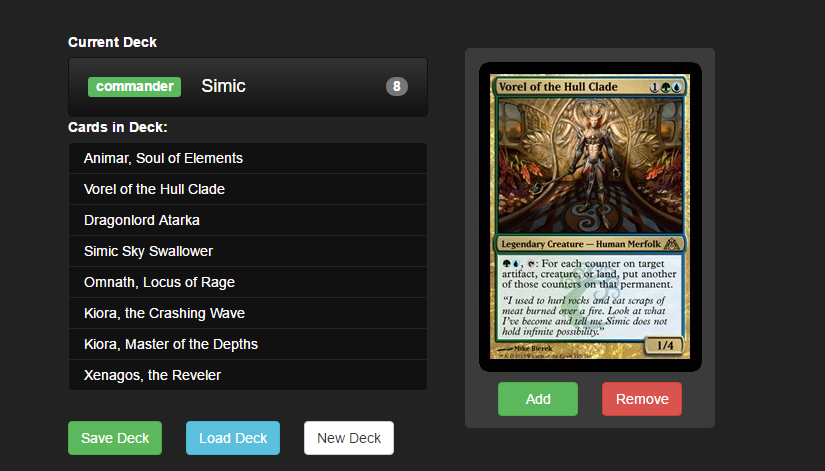 Current Deck
commander Simic 8
Cards in Deck:
Animar, Soul of Elements
Vorel of the Hull Clade
Dragonlord Atarka
Simic Sky Swallower
Omnath, Locus of Rage
Kiora, the Crashing Wave
Kiora, Master of the Depths
Xenagos, the Reveler
Save Deck Load Deck New Deck
Vorel of the Hull Clade 1
Legendary Creature — Human Merfolk
: For each counter on target
artifact, creature, or land, put another
of those counters on that permanent.
"I used to hurl rocks and eat scraps of
meat burned over a fire. Look at what
I've become and tell me Simic does not
hold infinite possibility."
Mike Bierek
1/4
Add Remove